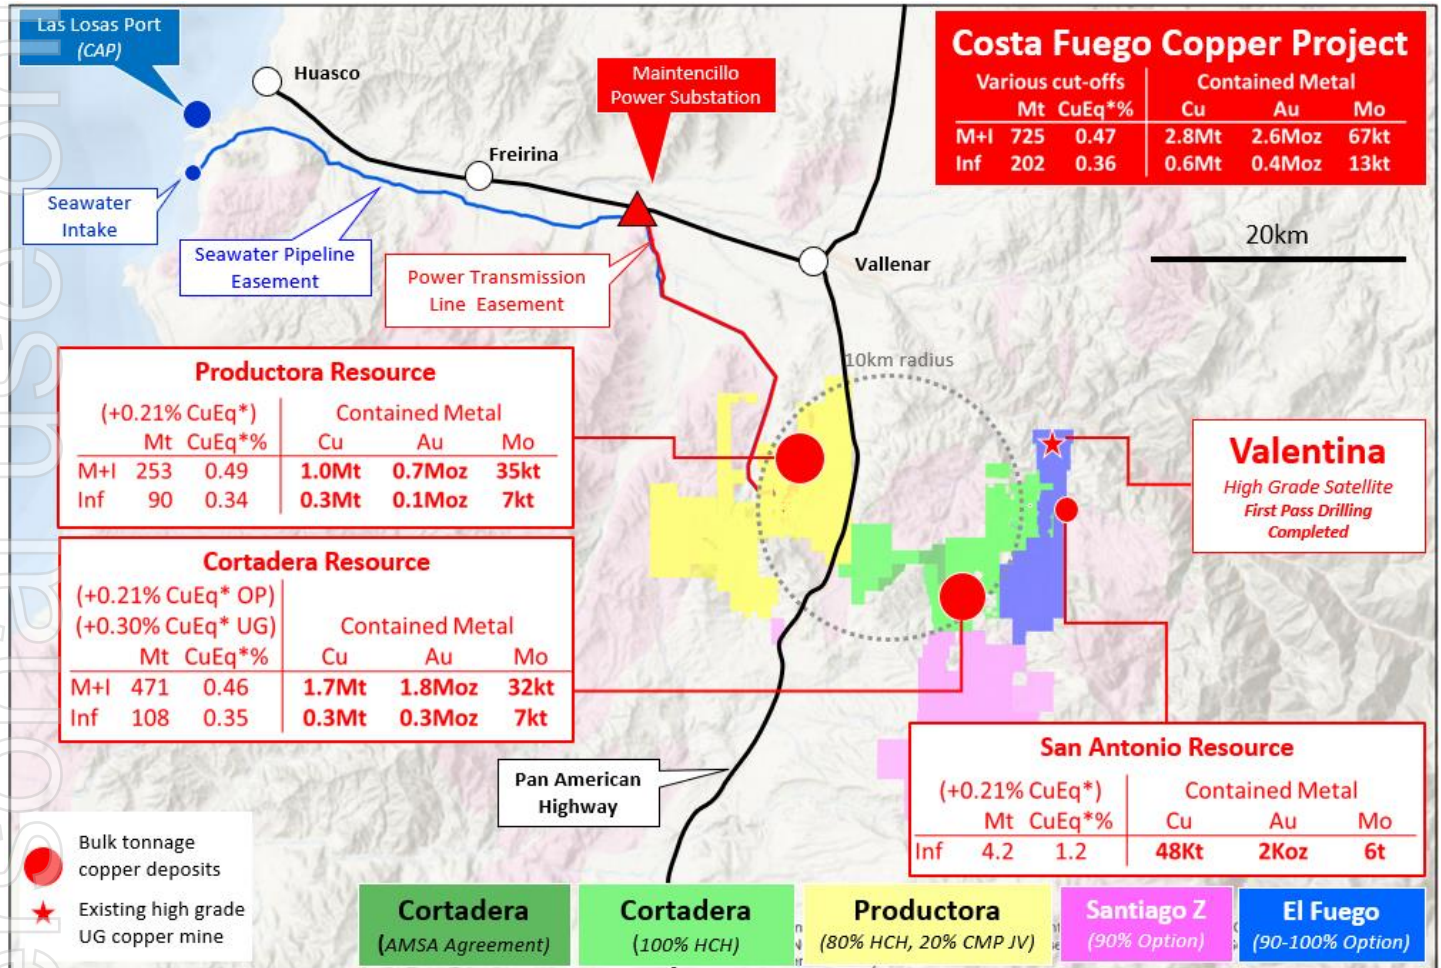 Las Losas Port
(CAP)
Huasco
Maintencillo
Power Substation
Costa Fuego Copper Project
Various cut-offs Contained Metal
Mt CuEq*% Cu Au Mo
M+I 725 0.47 2.8Mt 2.6Moz 67kt
Inf 202 0.36 0.6Mt 0.4Moz 13kt
Freirina
Seawater
Intake
Seawater Pipeline
Easement
Power Transmission
Line Easement
Vallenar
20km
10km radius
Productora Resource
(+0.21% CuEq*) Contained Metal
Mt CuEq*% Cu Au Mo
M+I 253 0.49 1.0Mt 0.7Moz 35kt
Inf 90 0.34 0.3Mt 0.1Moz 7kt
Valentina
High Grade Satellite
First Pass Drilling
Completed
Cortadera Resource
(+0.21% CuEq* OP)
(+0.30% CuEq* UG) Contained Metal
Mt CuEq*% Cu Au Mo
M+I 471 0.46 1.7Mt 1.8Moz 32kt
Inf 108 0.35 0.3Mt 0.3Moz 7kt
San Antonio Resource
(+0.21% CuEq*) Contained Metal
Mt CuEq*% Cu Au Mo
Inf 4.2 1.2 48Kt 2Koz 6t
Pan American
Highway
Bulk tonnage
copper deposits
Existing high grade
UG copper mine
Cortadera
(AMSA Agreement)
Cortadera
(100% HCH)
Productora
(80% HCH, 20% CMP JV)
Santiago Z
(90% Option)
El Fuego
(90-100% Option)